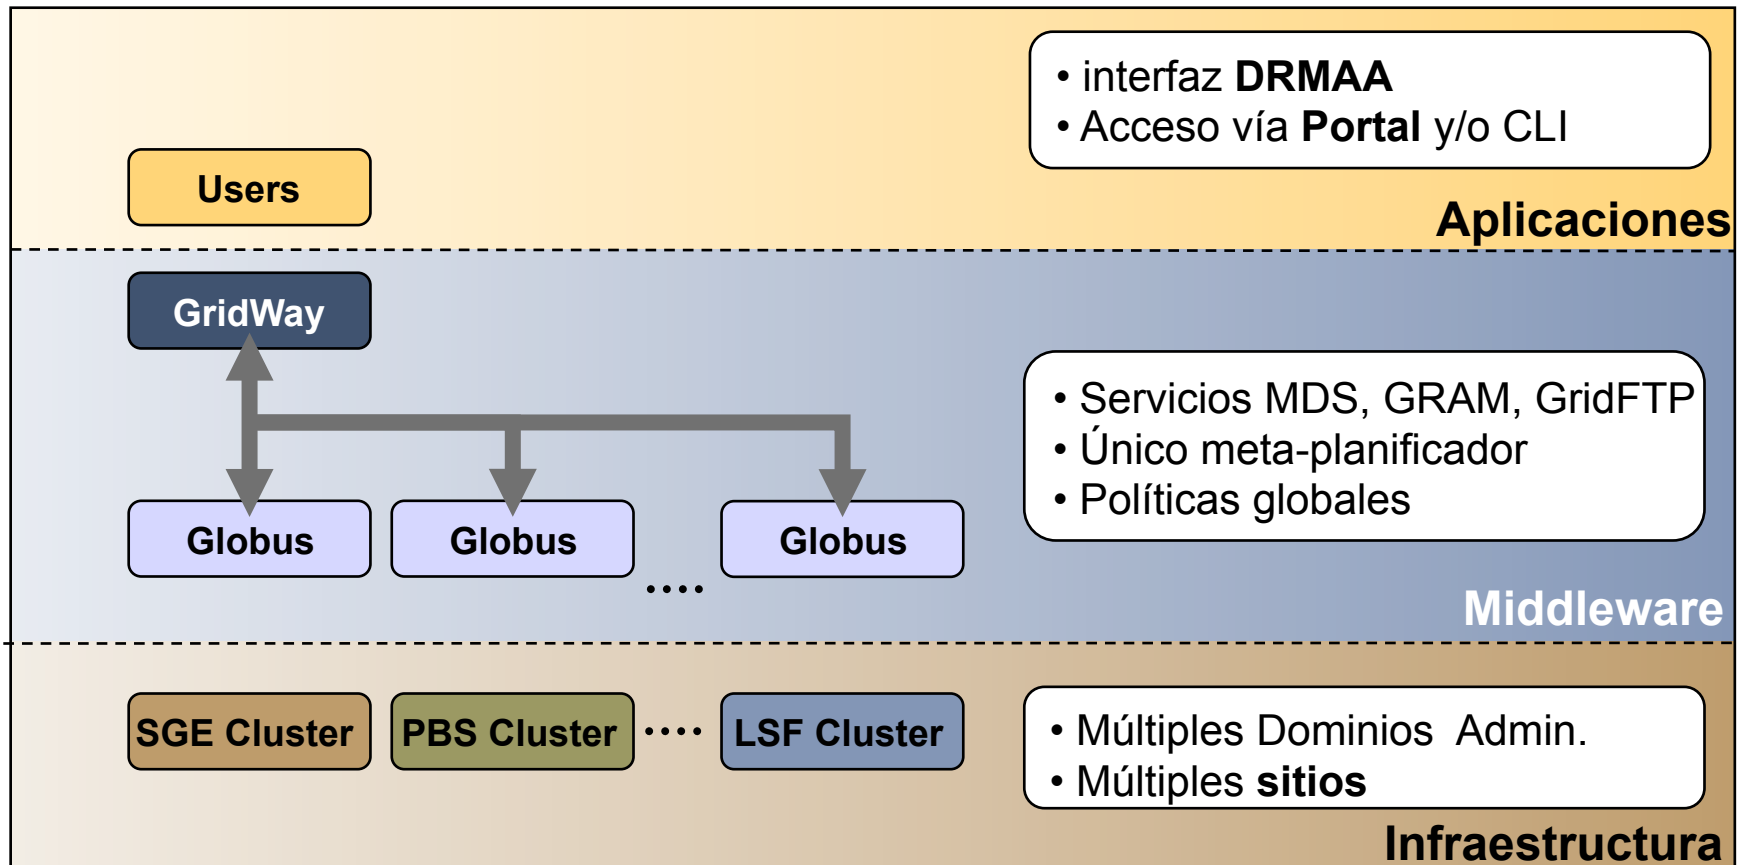 • interfaz DRMAA
• Acceso vía Portal y/o CLI
Users
Aplicaciones
GridWay
• Servicios MDS, GRAM, GridFTP
• Único meta-planificador
• Políticas globales
Globus Globus .... Globus
Middleware
SGE Cluster PBS Cluster .... LSF Cluster
• Múltiples Dominios Admin.
• Múltiples sitios
Infraestructura